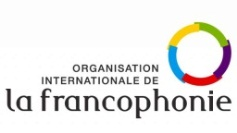 ORGANISATION
INTERNATIONALE DE
la francophonie